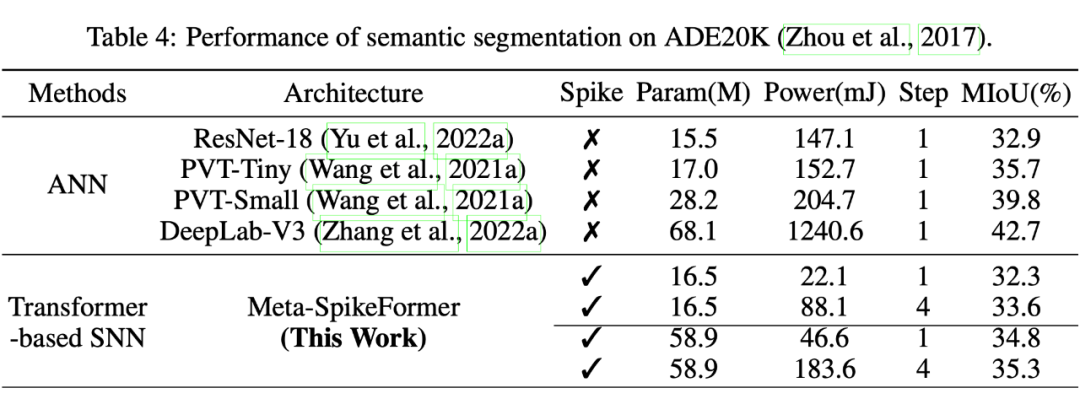 Table 4: Performance of semantic segmentation on ADE20K (Zhou et al., 2017).
Methods Architecture Spike Param(M) Power(mJ) Step MIoU(%)
ANN
ResNet-18 (Yu et al., 2022a) ✗ 15.5 147.1 1 32.9
PVT-Tiny (Wang et al., 2021a) ✗ 17.0 152.7 1 35.7
PVT-Small (Wang et al., 2021a) ✗ 28.2 204.7 1 39.8
DeepLab-V3 (Zhang et al., 2022a) ✗ 68.1 1240.6 1 42.7
✓ 16.5 22.1 1 32.3
Transformer Meta-SpikeFormer ✓ 16.5 88.1 4 33.6
-based SNN (This Work) ✓ 58.9 46.6 1 34.8
✓ 58.9 183.6 4 35.3